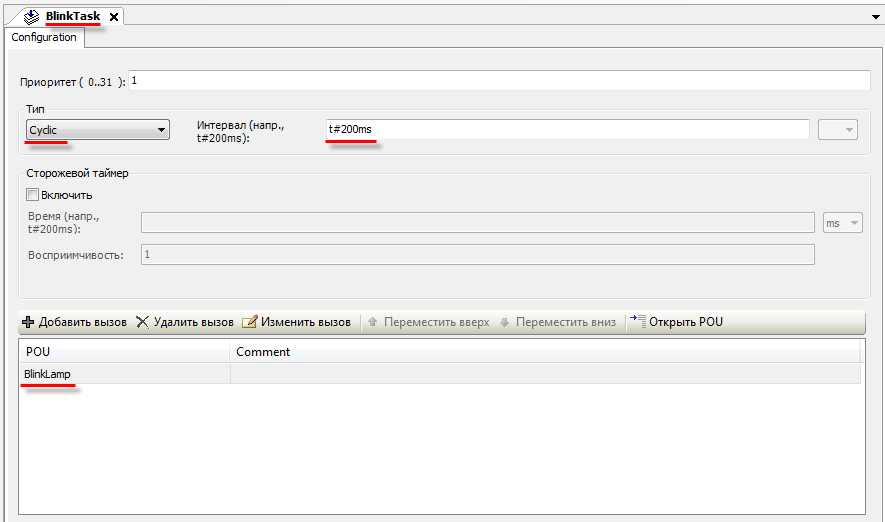 BlinkTask
Configuration
Приоритет ( 0..31 ): 1
Тип
Cyclic
Интервал (напр.,
t#200ms):
t#200ms
Сторожевой таймер
Включить
Время (напр.,
t#200ms):
ms
Восприимчивость: 1
Добавить вызов Удалить вызов Изменить вызов Переместить вверх Переместить вниз Открыть POU
POU Comment
BlinkLamp